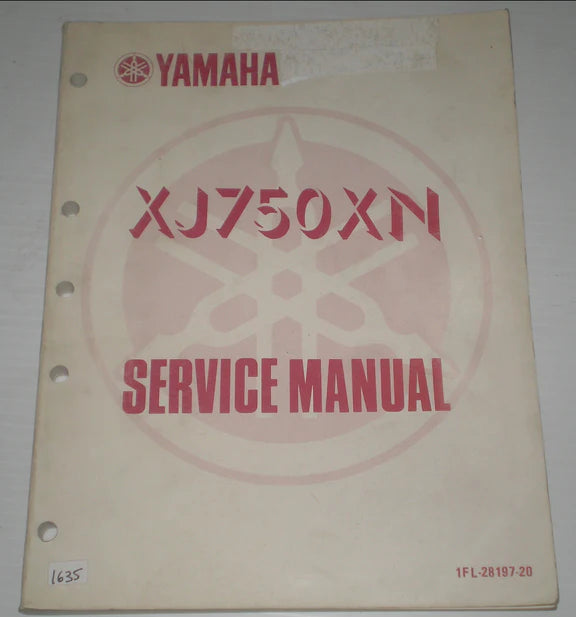 YAMAHA
XJ750XN
SERVICE MANUAL
1FL-28197-20
1635